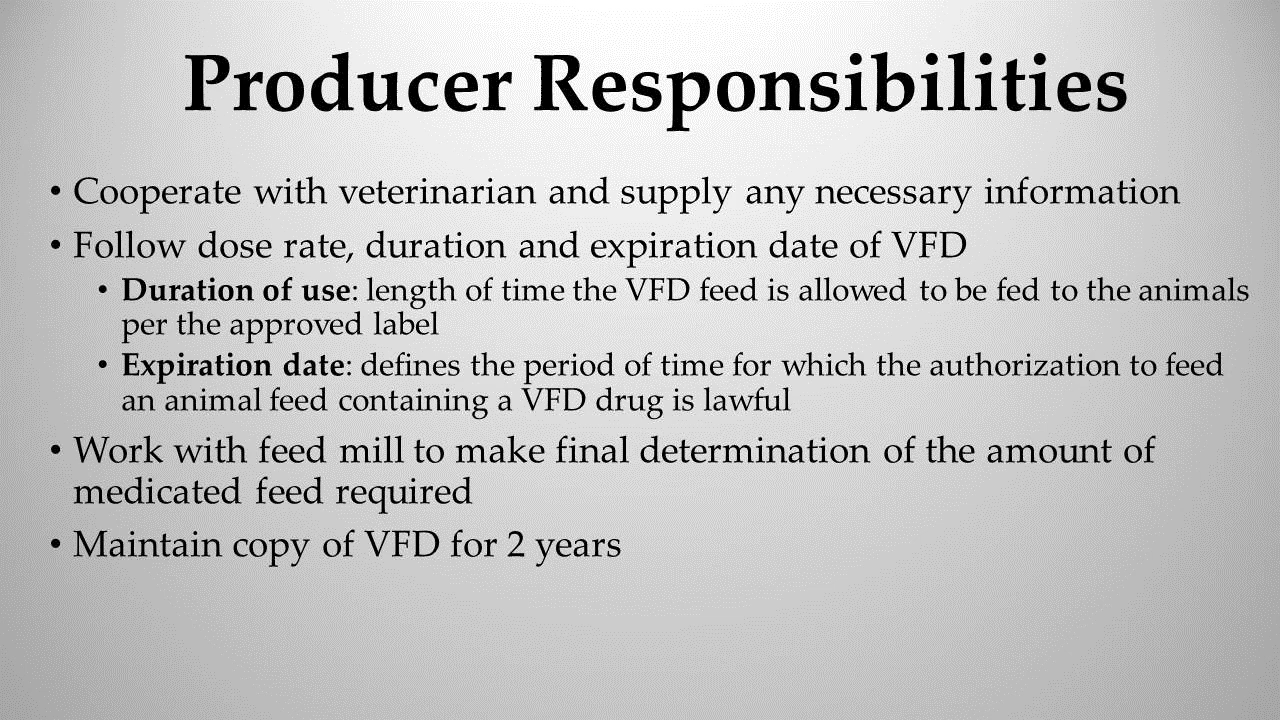 Producer Responsibilities
• Cooperate with veterinarian and supply any necessary information
• Follow dose rate, duration and expiration date of VFD
• Duration of use: length of time the VFD feed is allowed to be fed to the animals
per the approved label
• Expiration date: defines the period of time for which the authorization to feed
an animal feed containing a VFD drug is lawful
• Work with feed mill to make final determination of the amount of
medicated feed required
• Maintain copy of VFD for 2 years